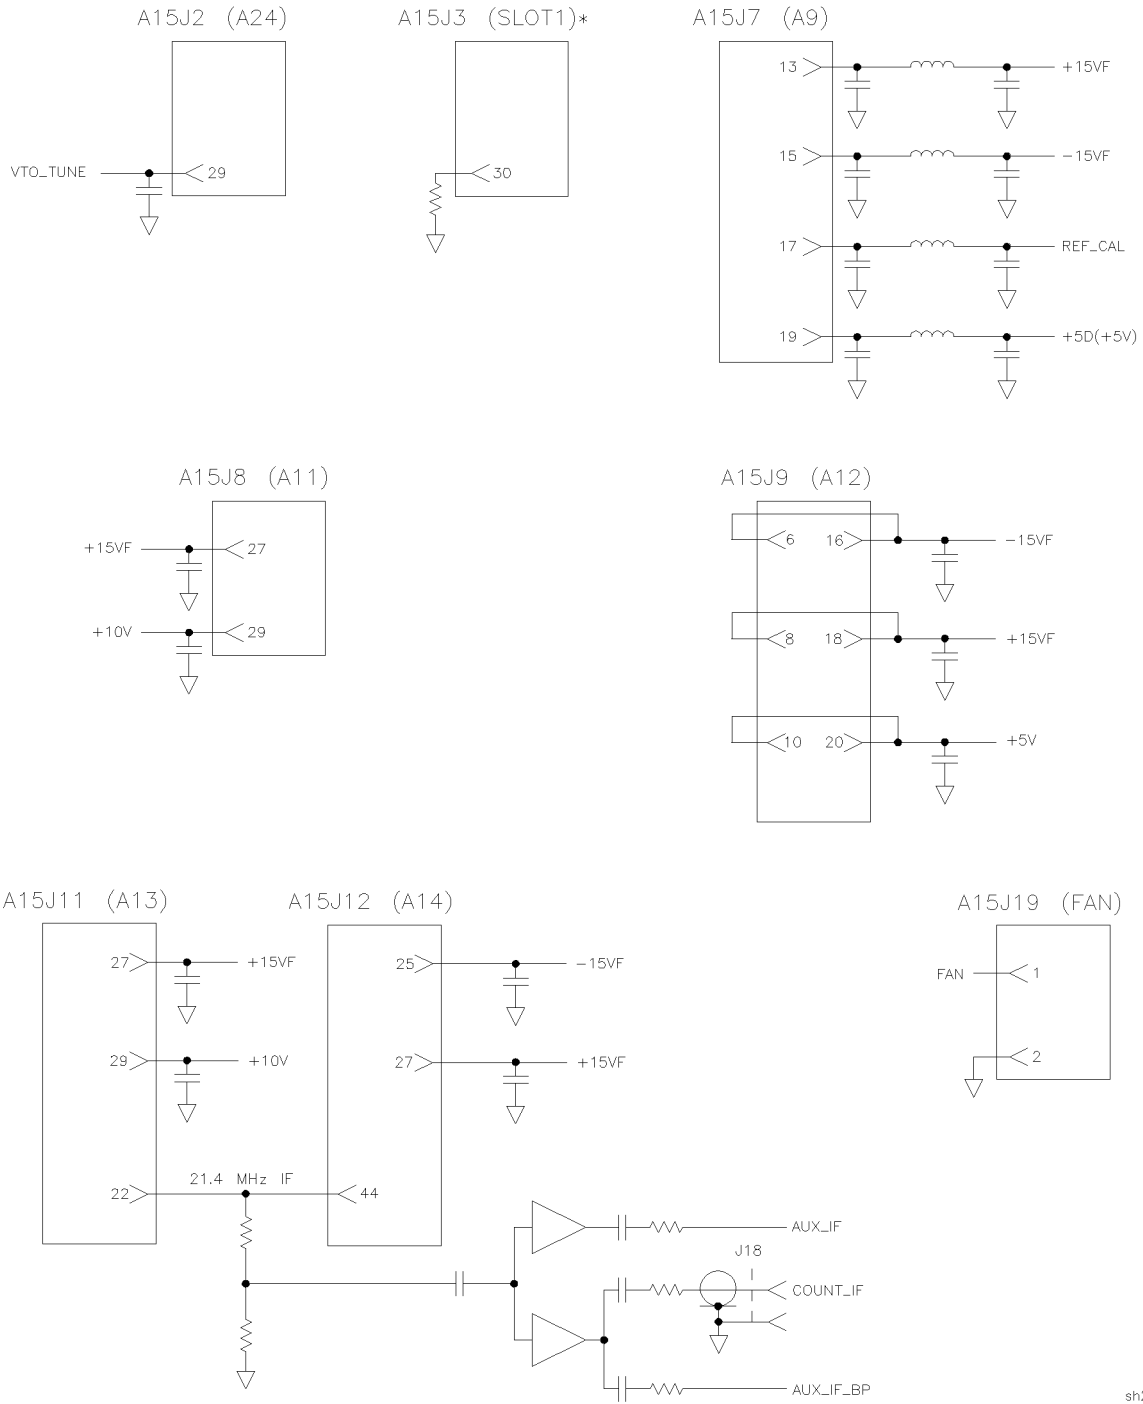 A15J2 (A24)
VTO_TUNE
29
A15J3 (SLOT1)*
30
A15J7 (A9)
13
+15VF
15
-15VF
17
REF_CAL
19
+5D(+5V)
A15J8 (A11)
+15VF
27
+10V
29
A15J9 (A12)
6
16
-15VF
8
18
+15VF
10
20
+5V
A15J11 (A13)
27
+15VF
29
+10V
22
21.4 MHz IF
A15J12 (A14)
25
-15VF
27
+15VF
44
AUX_IF
J18
COUNT_IF
AUX_IF_BP
A15J19 (FAN)
FAN
1
2